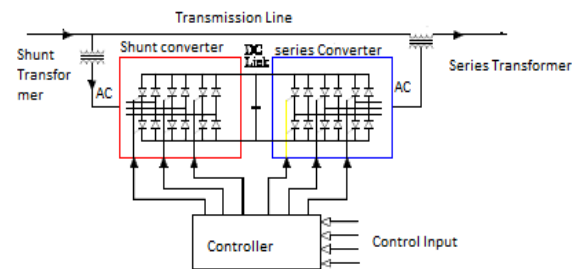 Transmission Line
Shunt converter
DC
Link
series Converter
Shunt
Transfor
mer
AC
AC
Series Transformer
Controller
Control Input